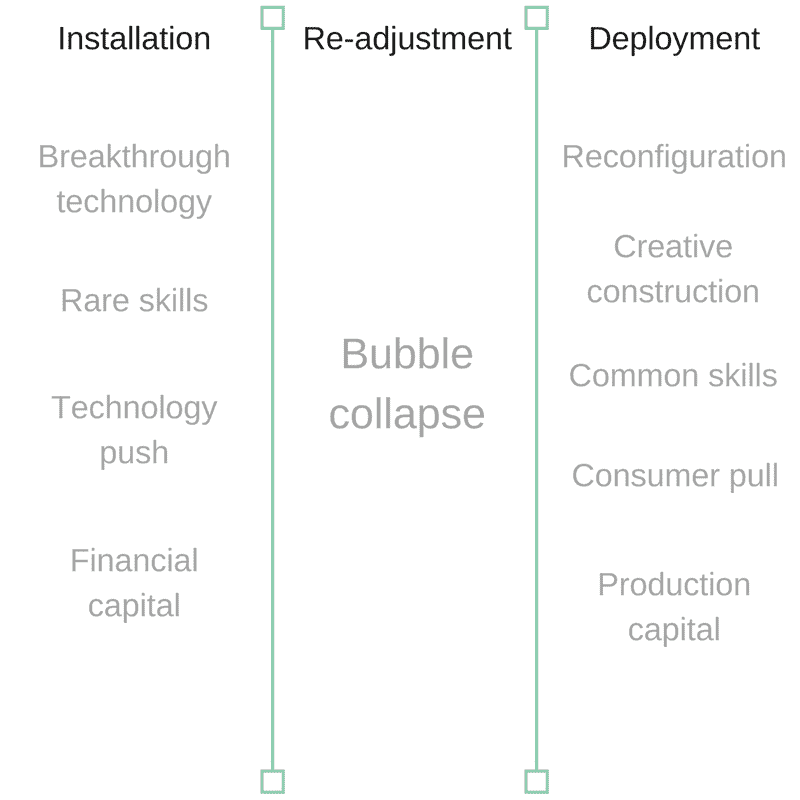 Installation
Breakthrough
technology
Rare skills
Technology
push
Financial
capital
Re-adjustment
Bubble
collapse
Deployment
Reconfiguration
Creative
construction
Common skills
Consumer pull
Production
capital